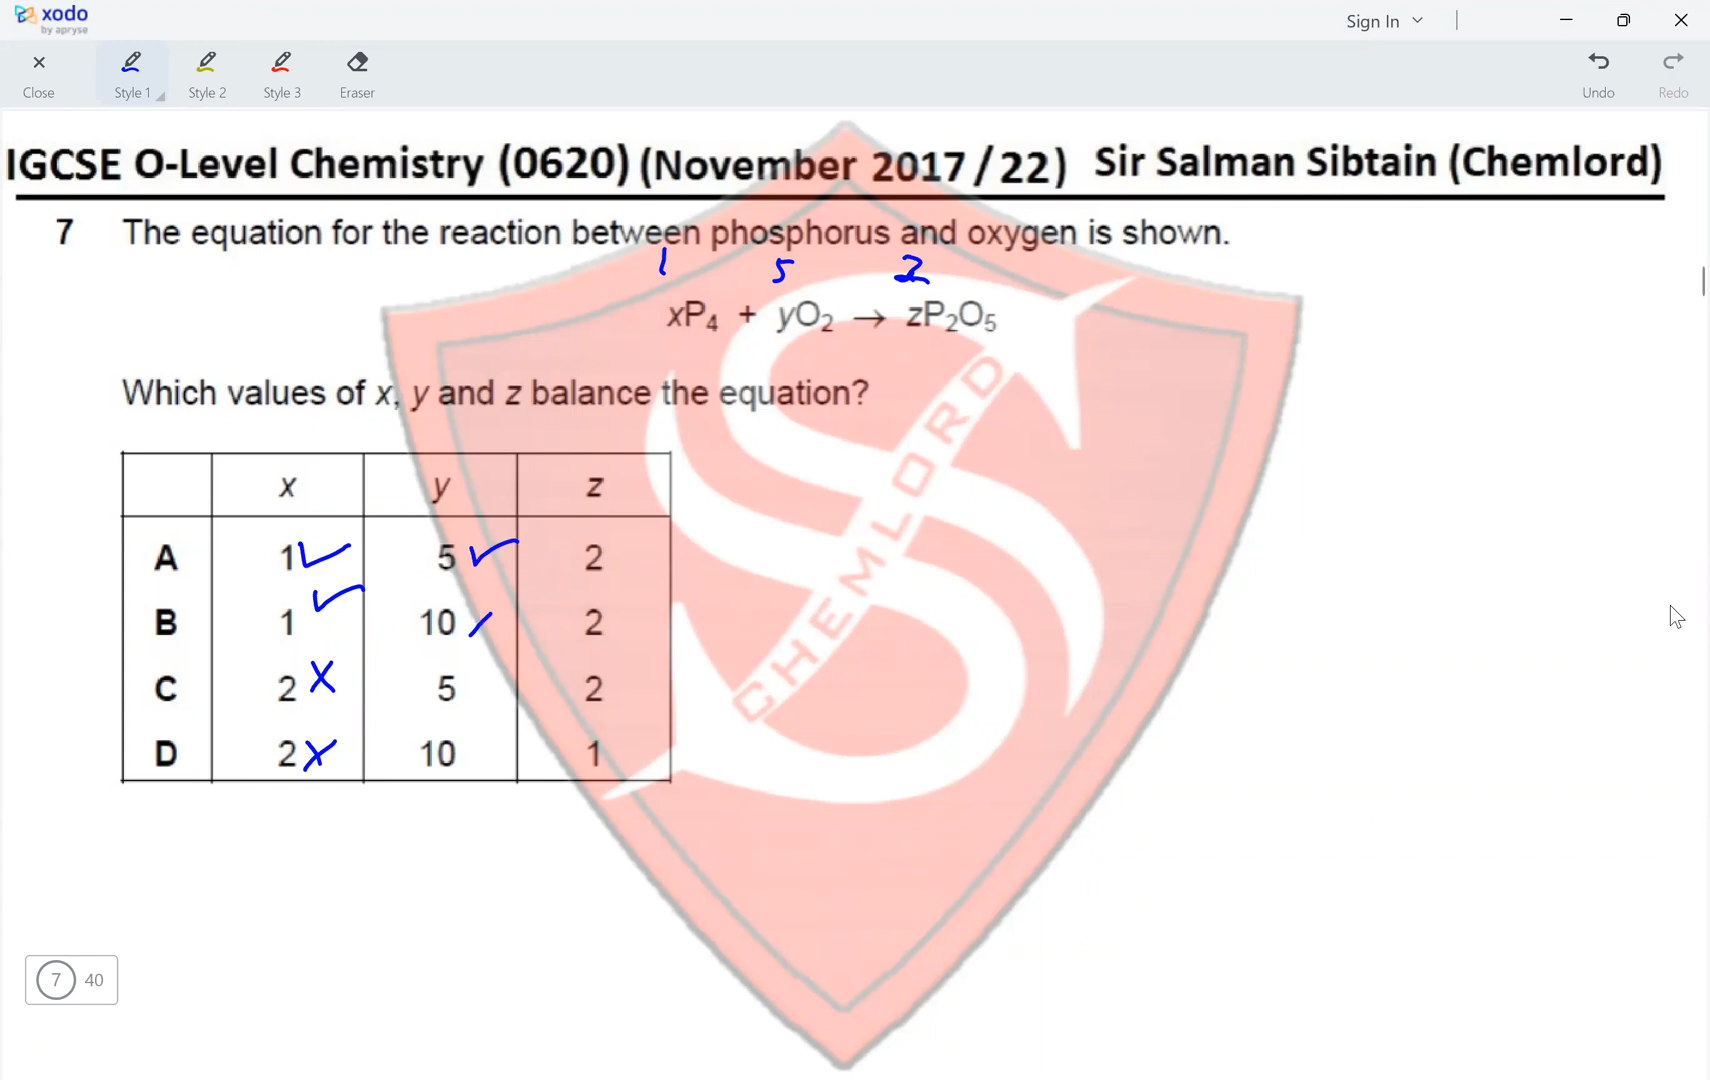 xodo
by apryse
Sign In
Close
Style 1
Style 2
Style 3
Eraser
Undo
Redo
IGCSE O-Level Chemistry (0620) (November 2017/22) Sir Salman Sibtain (Chemlord)
7 The equation for the reaction between phosphorus and oxygen is shown.
1 5 2
xP₄ + yO₂ → zP₂O₅
Which values of x, y and z balance the equation?
x y z
A 1 ✓ 5 ✓ 2
B 1 ✓ 10 / 2
C 2 x 5 2
D 2 x 10 1
CHEMLORD
7 40